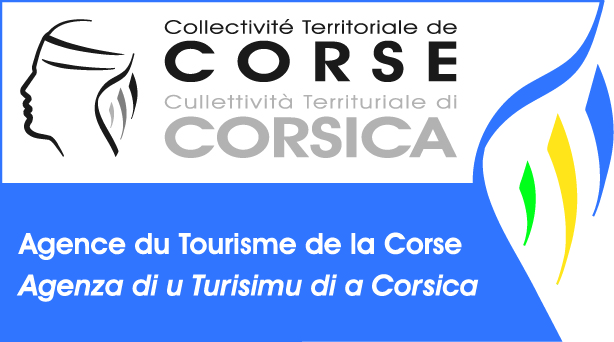 Collectivité Territoriale de
CORSE
Cullettività Territuriale di
CORSICA
Agence du Tourisme de la Corse
Agenza di u Turisimu di a Corsica